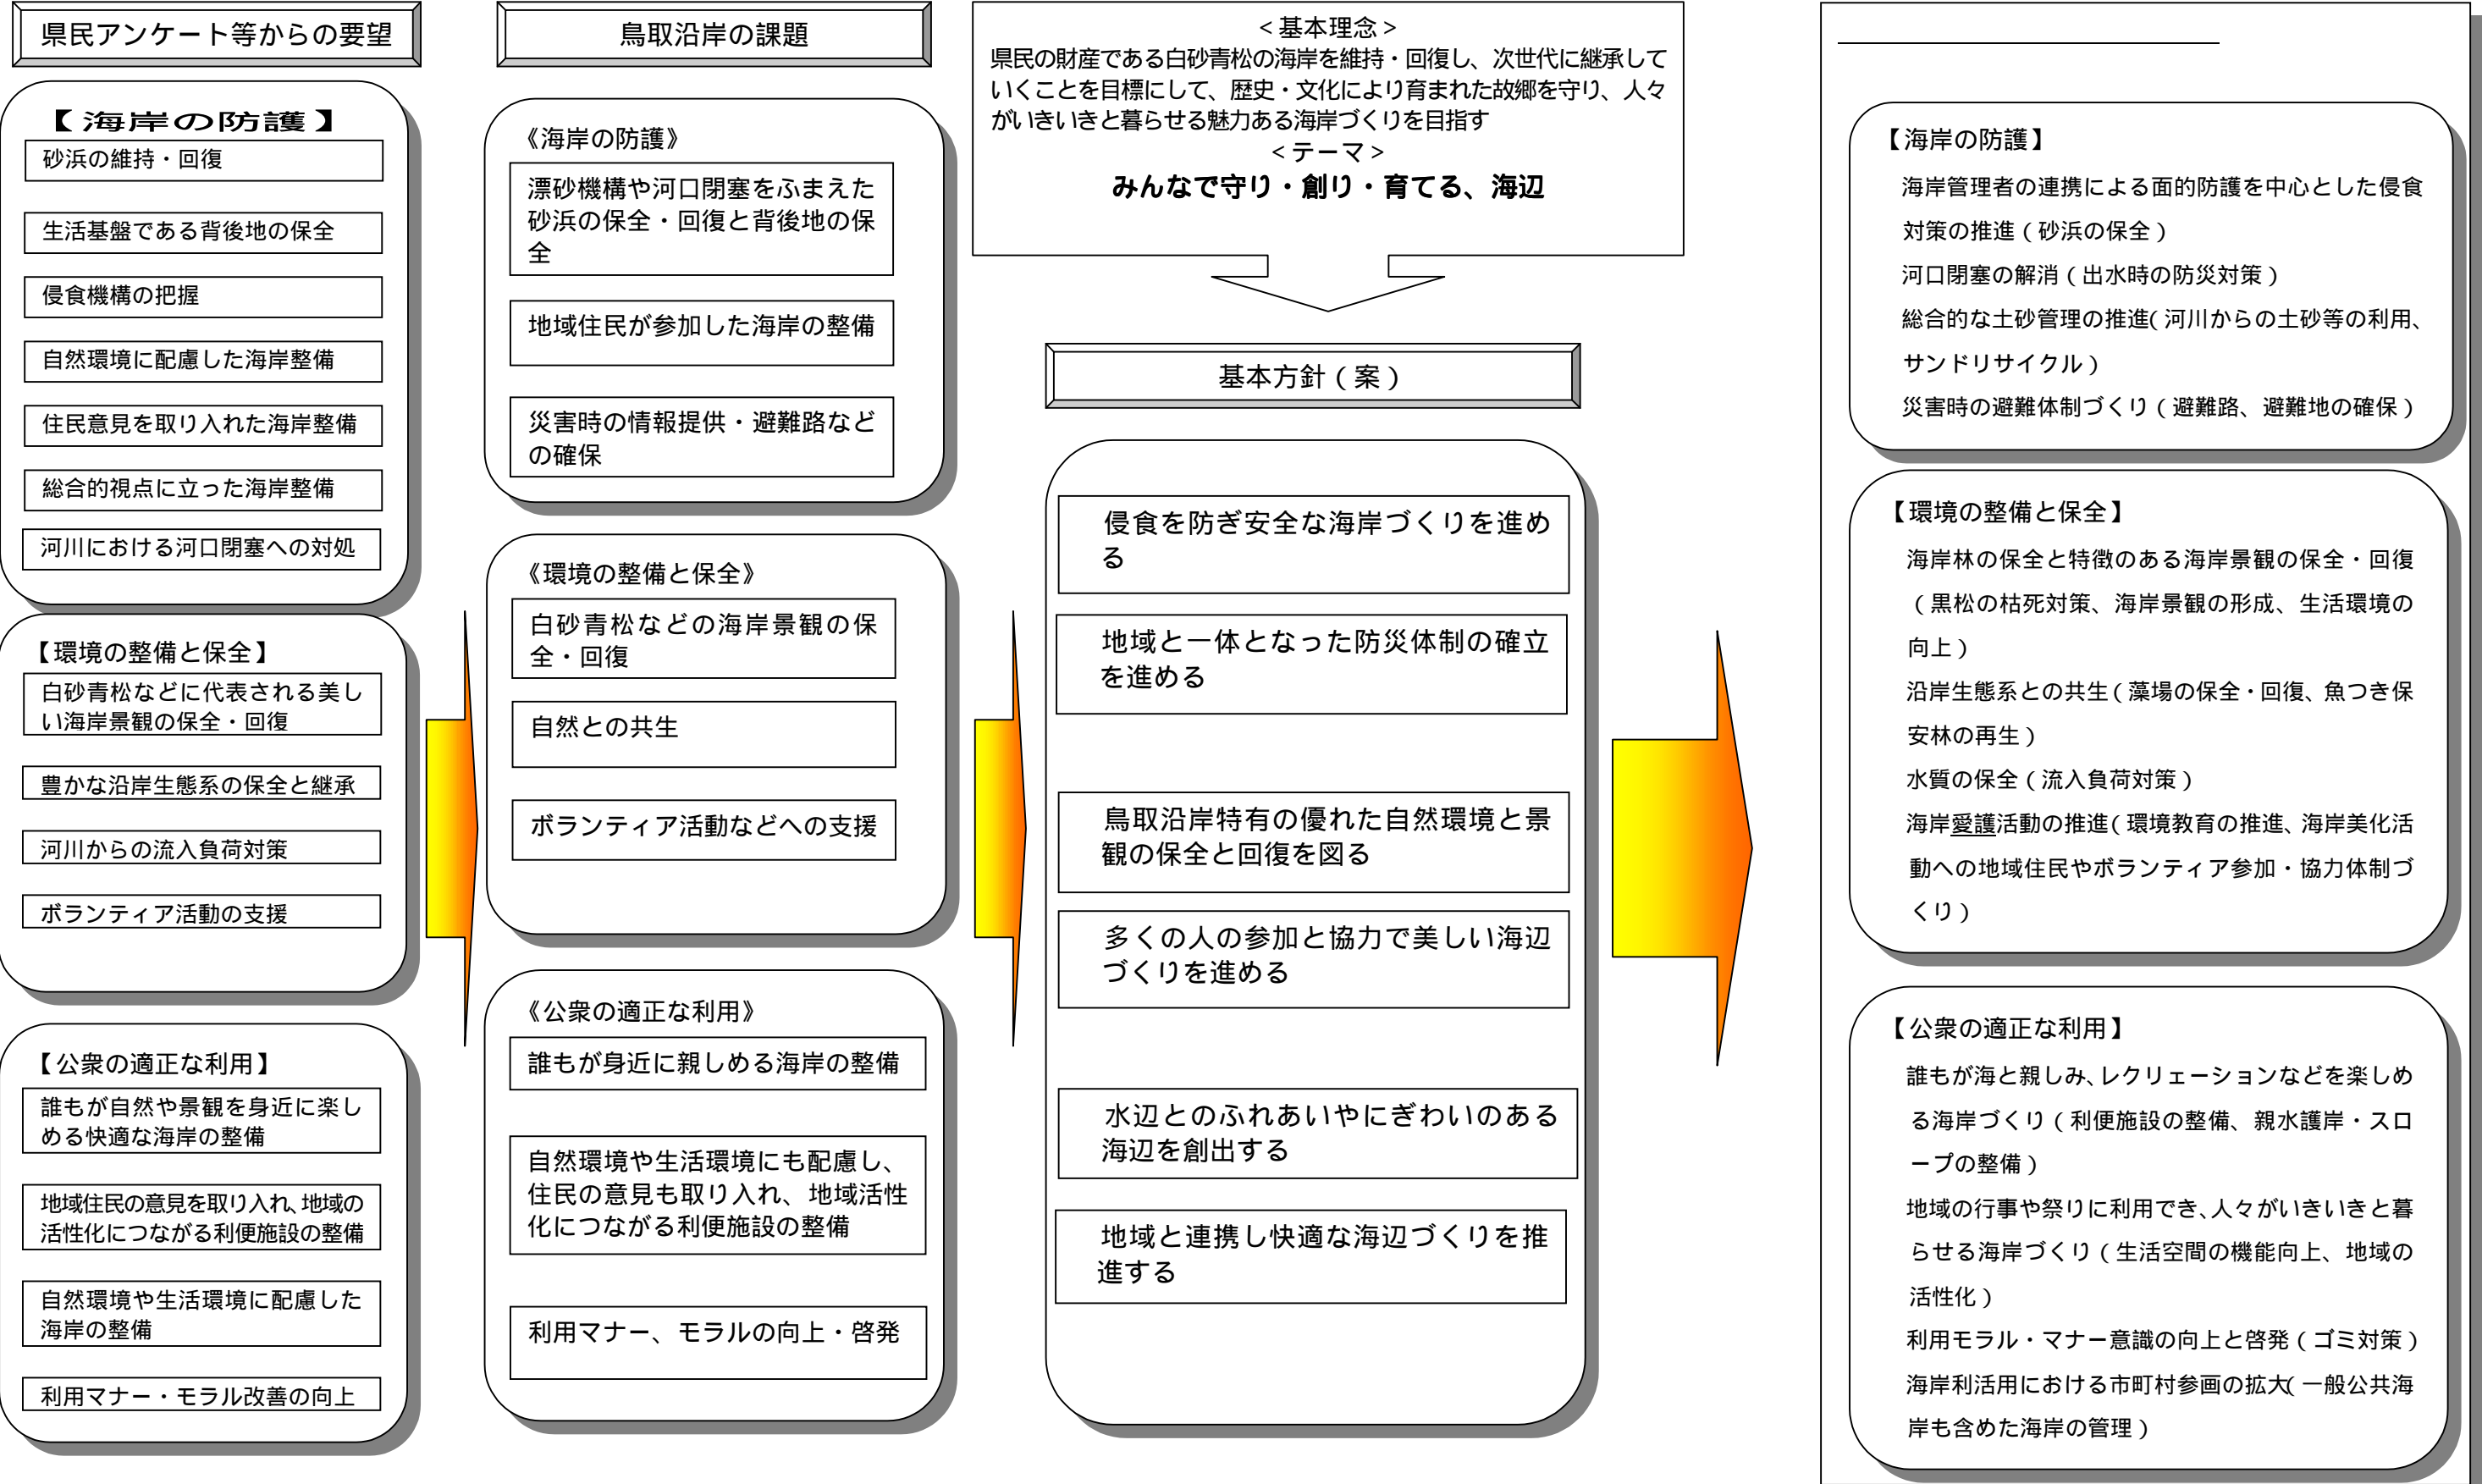 県民アンケート等からの要望
【海岸の防護】
砂浜の維持・回復
生活基盤である背後地の保全
侵食機構の把握
自然環境に配慮した海岸整備
住民意見を取り入れた海岸整備
総合的視点に立った海岸整備
河川における河口閉塞への対処
【環境の整備と保全】
白砂青松などに代表される美し
い海岸景観の保全・回復
豊かな沿岸生態系の保全と継承
河川からの流入負荷対策
ボランティア活動の支援
【公衆の適正な利用】
誰もが自然や景観を身近に楽し
める快適な海岸の整備
地域住民の意見を取り入れ、地域の
活性化につながる利便施設の整備
自然環境や生活環境に配慮した
海岸の整備
利用マナー・モラル改善の向上
鳥取沿岸の課題
《海岸の防護》
漂砂機構や河口閉塞をふまえた
砂浜の保全・回復と背後地の保
全
地域住民が参加した海岸の整備
災害時の情報提供・避難路など
の確保
《環境の整備と保全》
白砂青松などの海岸景観の保
全・回復
自然との共生
ボランティア活動などへの支援
《公衆の適正な利用》
誰もが身近に親しめる海岸の整備
自然環境や生活環境にも配慮し、
住民の意見も取り入れ、地域活性
化につながる利便施設の整備
利用マナー、モラルの向上・啓発
<基本理念>
県民の財産である白砂青松の海岸を維持・回復し、次世代に継承して
いくことを目標にして、歴史・文化により育まれた故郷を守り、人々
がいきいきと暮らせる魅力ある海岸づくりを目指す
<テーマ>
みんなで守り・創り・育てる、海辺
基本方針(案)
侵食を防ぎ安全な海岸づくりを進め
る
地域と一体となった防災体制の確立
を進める
鳥取沿岸特有の優れた自然環境と景
観の保全と回復を図る
多くの人の参加と協力で美しい海辺
づくりを進める
水辺とのふれあいやにぎわいのある
海辺を創出する
地域と連携し快適な海辺づくりを推
進する
【海岸の防護】
海岸管理者の連携による面的防護を中心とした侵食
対策の推進(砂浜の保全)
河口閉塞の解消(出水時の防災対策)
総合的な土砂管理の推進(河川からの土砂等の利用、
サンドリサイクル)
災害時の避難体制づくり(避難路、避難地の確保)
【環境の整備と保全】
海岸林の保全と特徴のある海岸景観の保全・回復
(黒松の枯死対策、海岸景観の形成、生活環境の
向上)
沿岸生態系との共生(藻場の保全・回復、魚つき保
安林の再生)
水質の保全(流入負荷対策)
海岸愛護活動の推進(環境教育の推進、海岸美化活
動への地域住民やボランティア参加・協力体制づ
くり)
【公衆の適正な利用】
誰もが海と親しみ、レクリェーションなどを楽しめ
る海岸づくり(利便施設の整備、親水護岸・スロ
ープの整備)
地域の行事や祭りに利用でき、人々がいきいきと暮
らせる海岸づくり(生活空間の機能向上、地域の
活性化)
利用モラル・マナー意識の向上と啓発(ゴミ対策)
海岸利活用における市町村参画の拡大(一般公共海
岸も含めた海岸の管理)